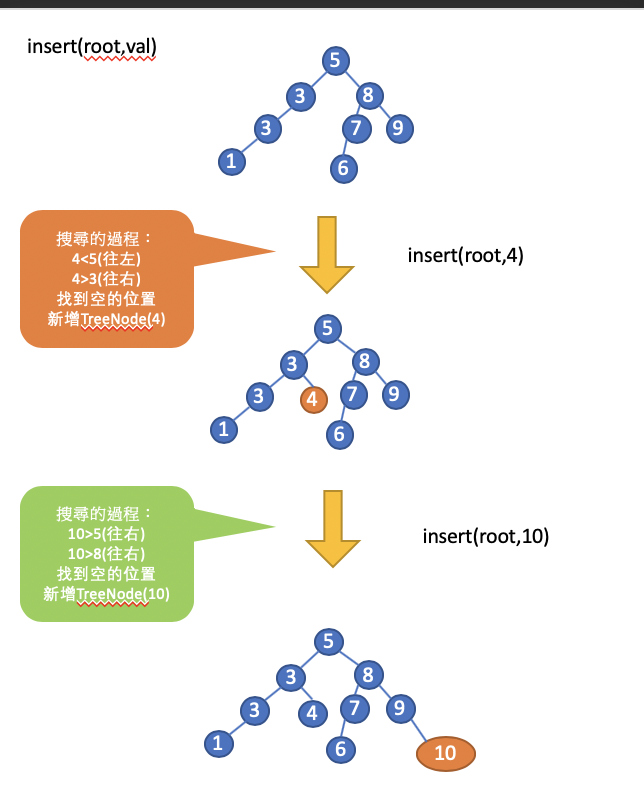 insert(root,val)
5
3
8
3
7
9
1
6
搜尋的過程：
4<5(往左)
4>3(往右)
找到空的位置
新增TreeNode(4)
insert(root,4)
5
3
8
3
4
7
9
1
6
搜尋的過程：
10>5(往右)
10>8(往右)
找到空的位置
新增TreeNode(10)
insert(root,10)
5
3
8
3
4
7
9
1
6
10